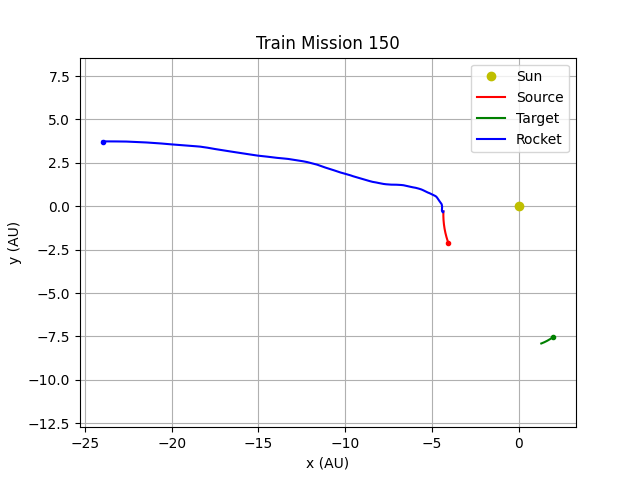 Train Mission 150
Sun
Source
Target
Rocket
7.5
5.0
2.5
0.0
−2.5
−5.0
−7.5
−10.0
−12.5
y (AU)
−25
−20
−15
−10
−5
0
x (AU)